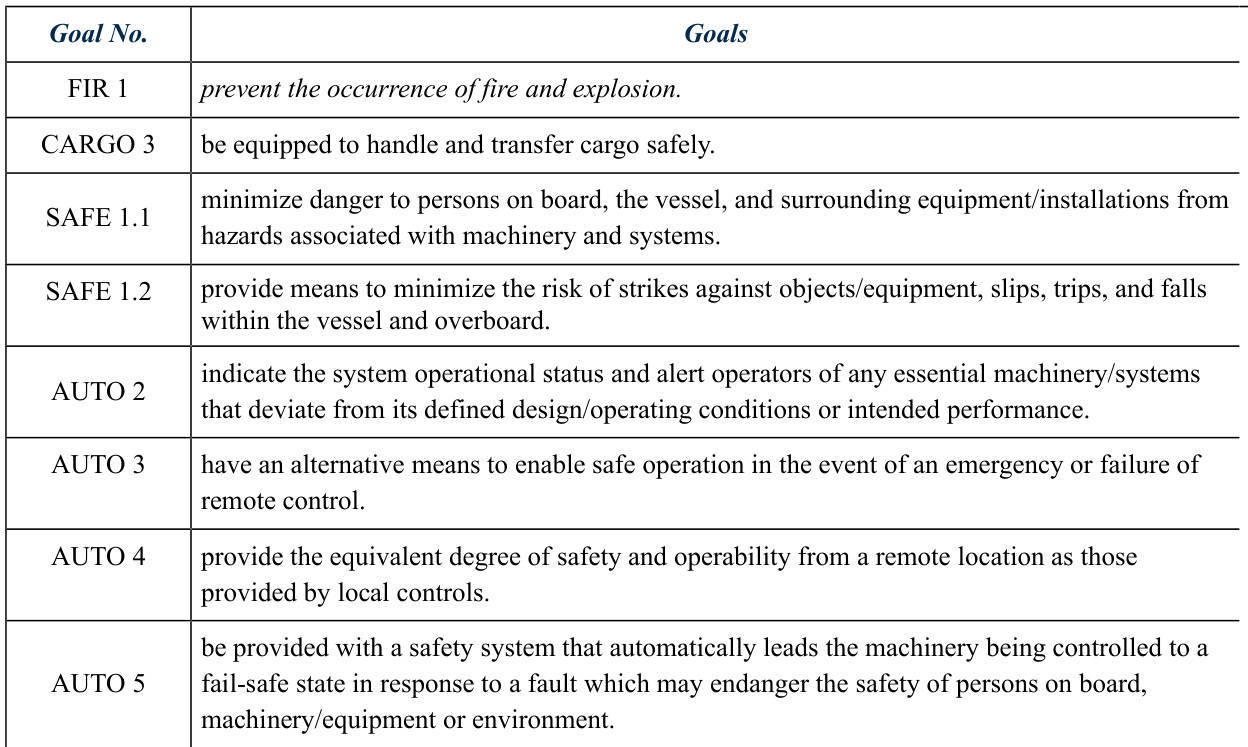 Goal No. Goals
FIR 1 prevent the occurrence of fire and explosion.
CARGO 3 be equipped to handle and transfer cargo safely.
SAFE 1.1 minimize danger to persons on board, the vessel, and surrounding equipment/installations from
hazards associated with machinery and systems.
SAFE 1.2 provide means to minimize the risk of strikes against objects/equipment, slips, trips, and falls
within the vessel and overboard.
AUTO 2 indicate the system operational status and alert operators of any essential machinery/systems
that deviate from its defined design/operating conditions or intended performance.
AUTO 3 have an alternative means to enable safe operation in the event of an emergency or failure of
remote control.
AUTO 4 provide the equivalent degree of safety and operability from a remote location as those
provided by local controls.
AUTO 5 be provided with a safety system that automatically leads the machinery being controlled to a
fail-safe state in response to a fault which may endanger the safety of persons on board,
machinery/equipment or environment.